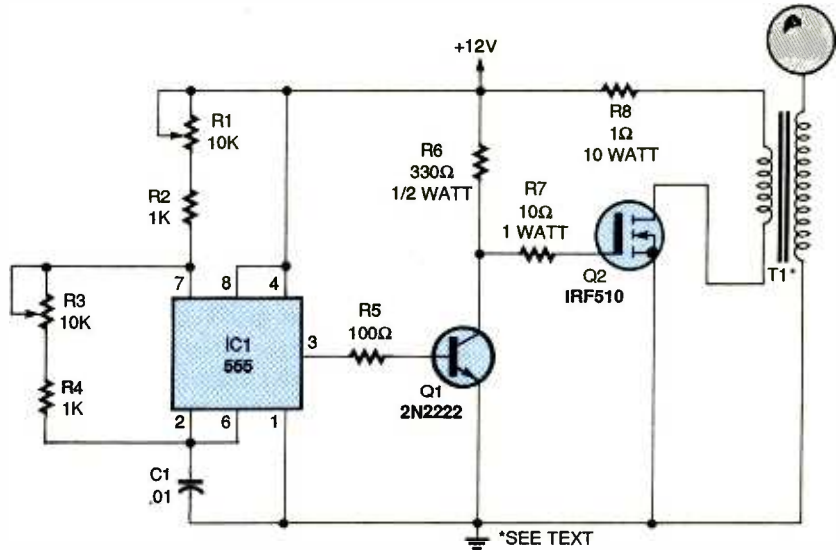 +12V
R1
10K
R8
1Ω
10 WATT
R6
330Ω
1/2 WATT
R2
1K
R7
10Ω
1 WATT
7
8
4
T1*
Q2
IRF510
R3
10K
R5
100Ω
IC1
555
3
R4
1K
Q1
2N2222
2
6
1
C1
.01
*SEE TEXT